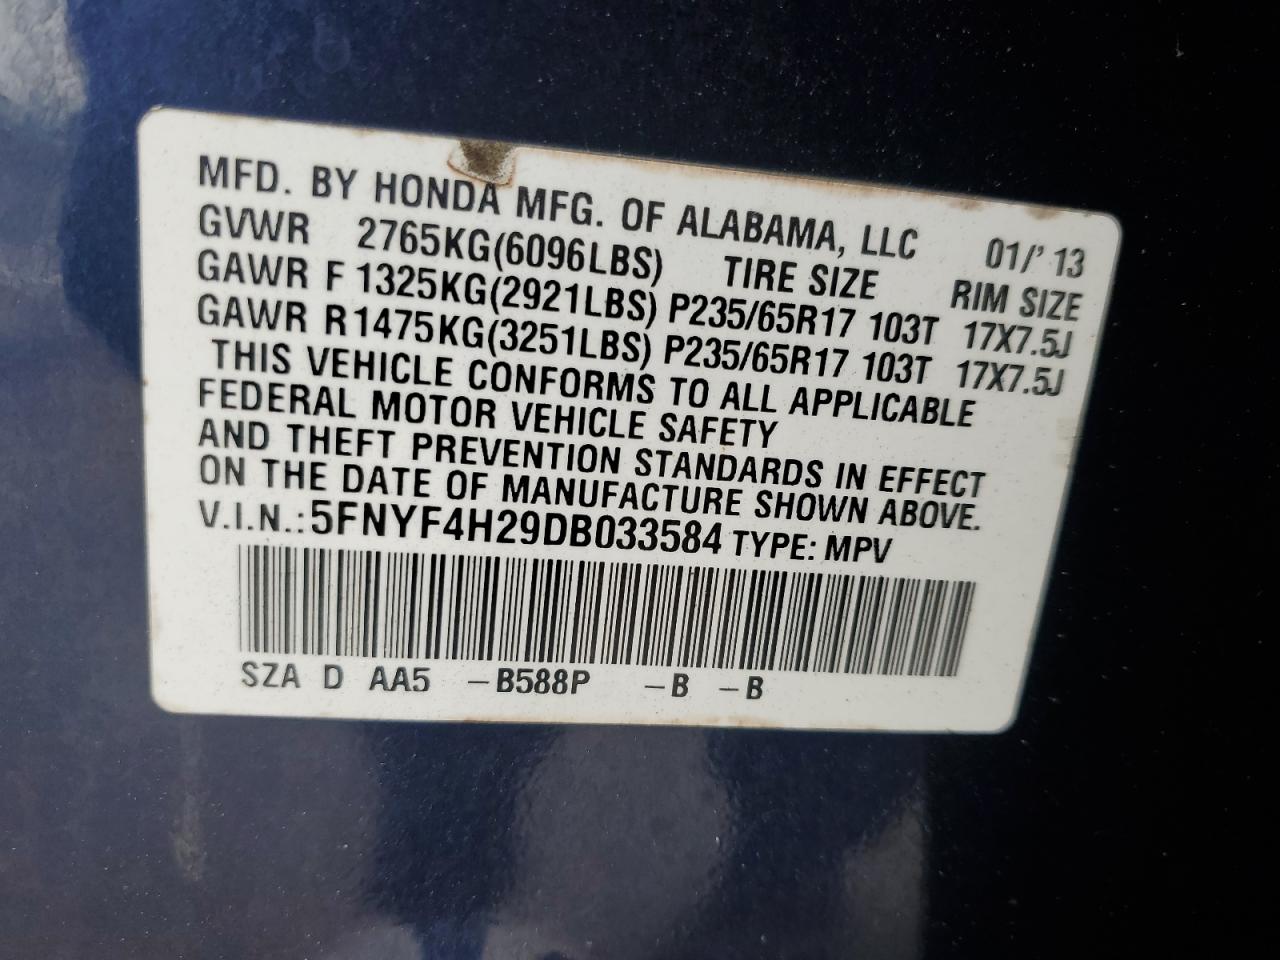 MFD. BY HONDA MFG. OF ALABAMA, LLC 01/'13
GVWR 2765KG(6096LBS) TIRE SIZE RIM SIZE
GAWR F 1325KG(2921LBS) P235/65R17 103T 17X7.5J
GAWR R1475KG(3251LBS) P235/65R17 103T 17X7.5J
THIS VEHICLE CONFORMS TO ALL APPLICABLE
FEDERAL MOTOR VEHICLE SAFETY
AND THEFT PREVENTION STANDARDS IN EFFECT
ON THE DATE OF MANUFACTURE SHOWN ABOVE.
V.I.N.:5FNYF4H29DB033584 TYPE: MPV
SZA D AA5 -B588P -B -B